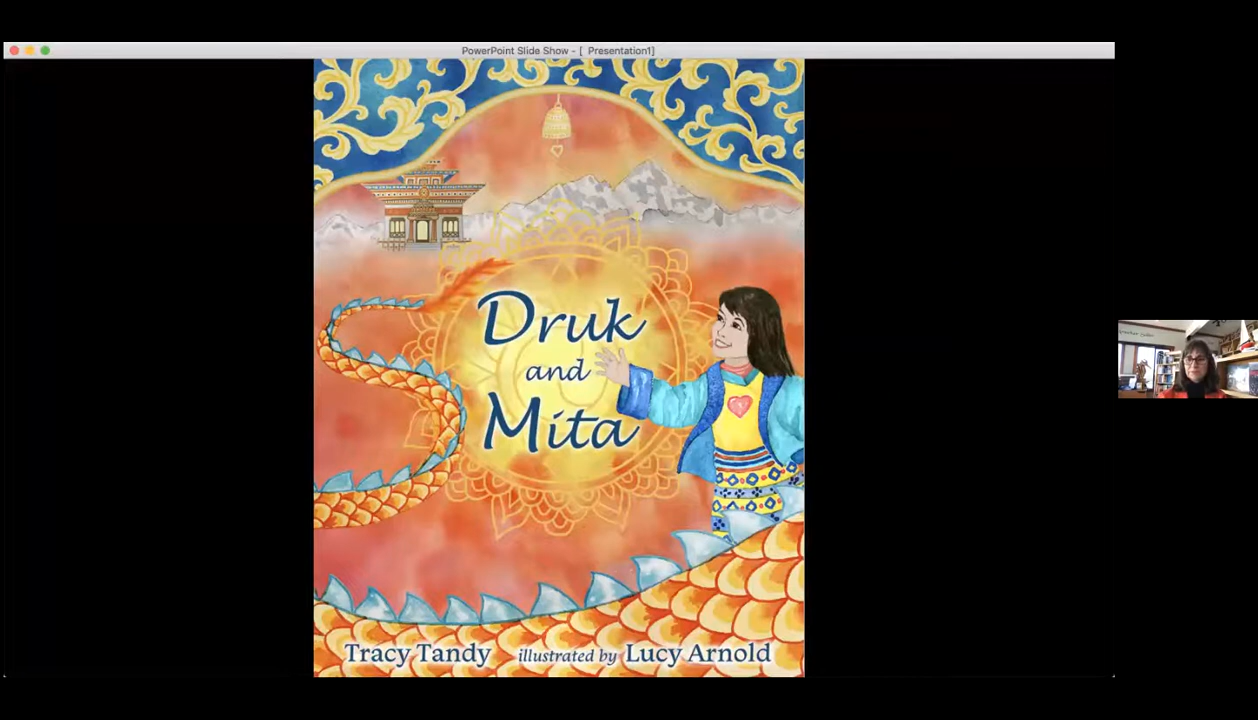 PowerPoint Slide Show - [ Presentation1]
Druk
and
Mita
Tracy Tandy illustrated by Lucy Arnold